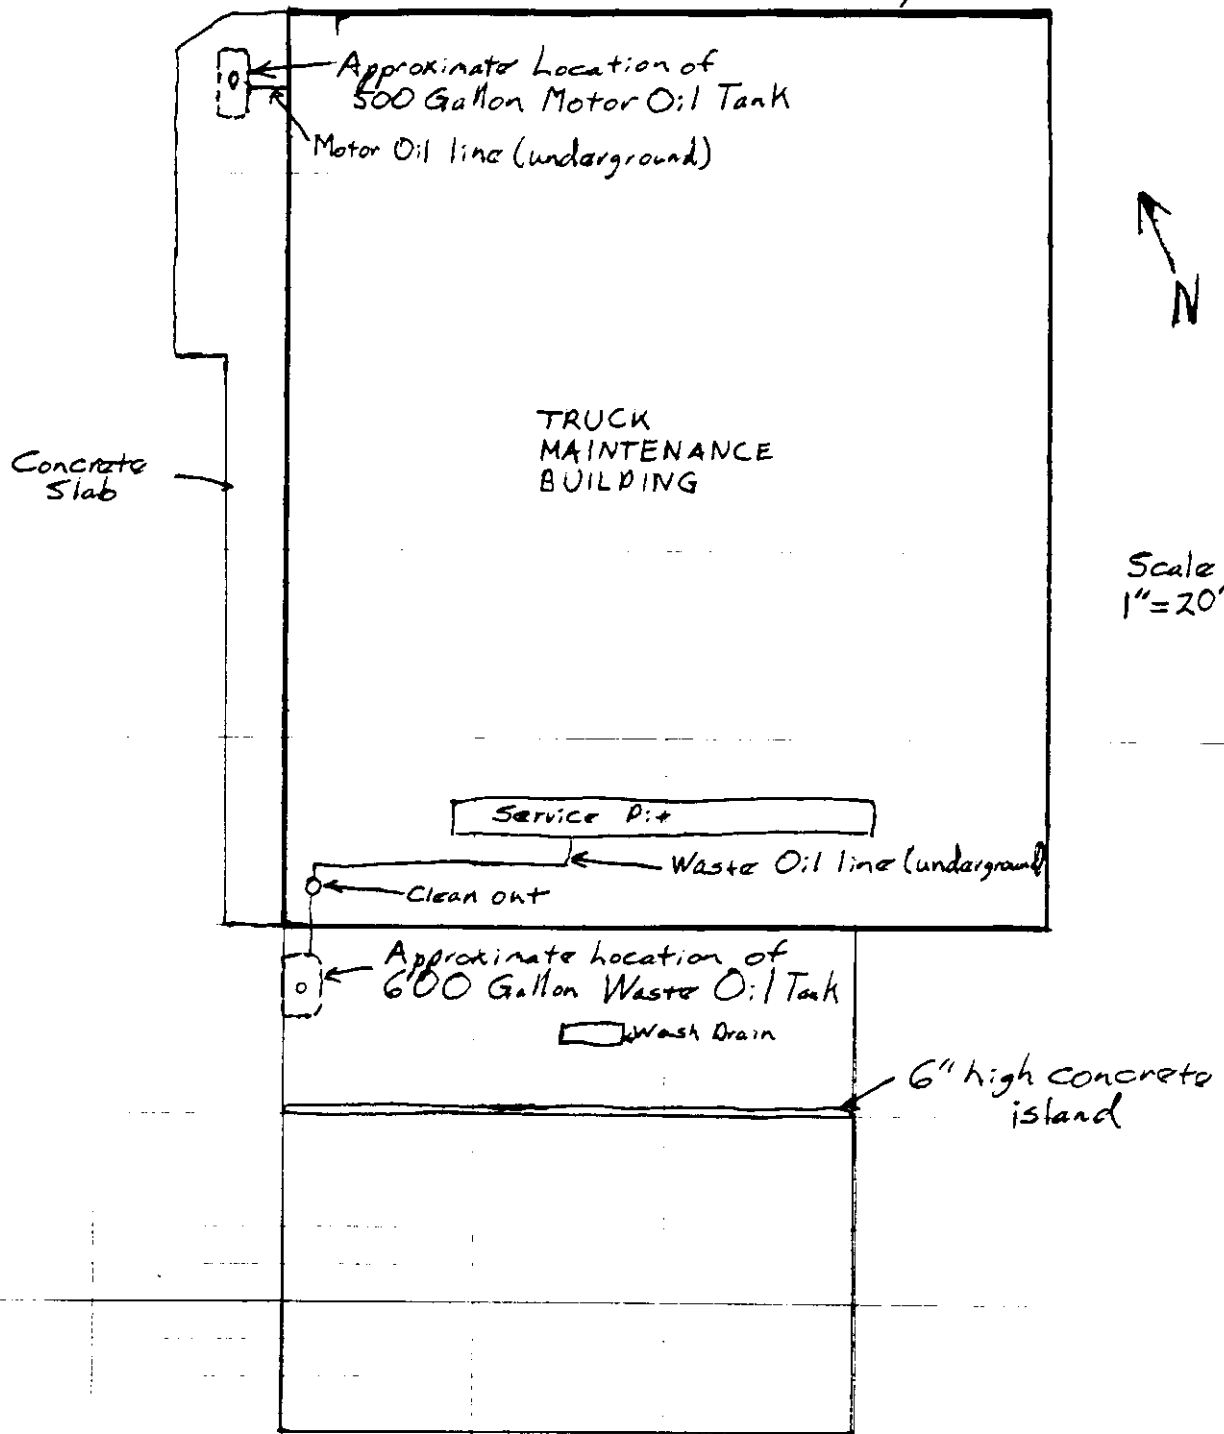 Approximate Location of
500 Gallon Motor Oil Tank
Motor Oil line (underground)
N
TRUCK
MAINTENANCE
BUILDING
Concrete
Slab
Scale
1"=20'
Service Pit
Waste Oil line (underground)
Clean out
Approximate Location of
600 Gallon Waste Oil Tank
Wash Drain
6" high concrete
island